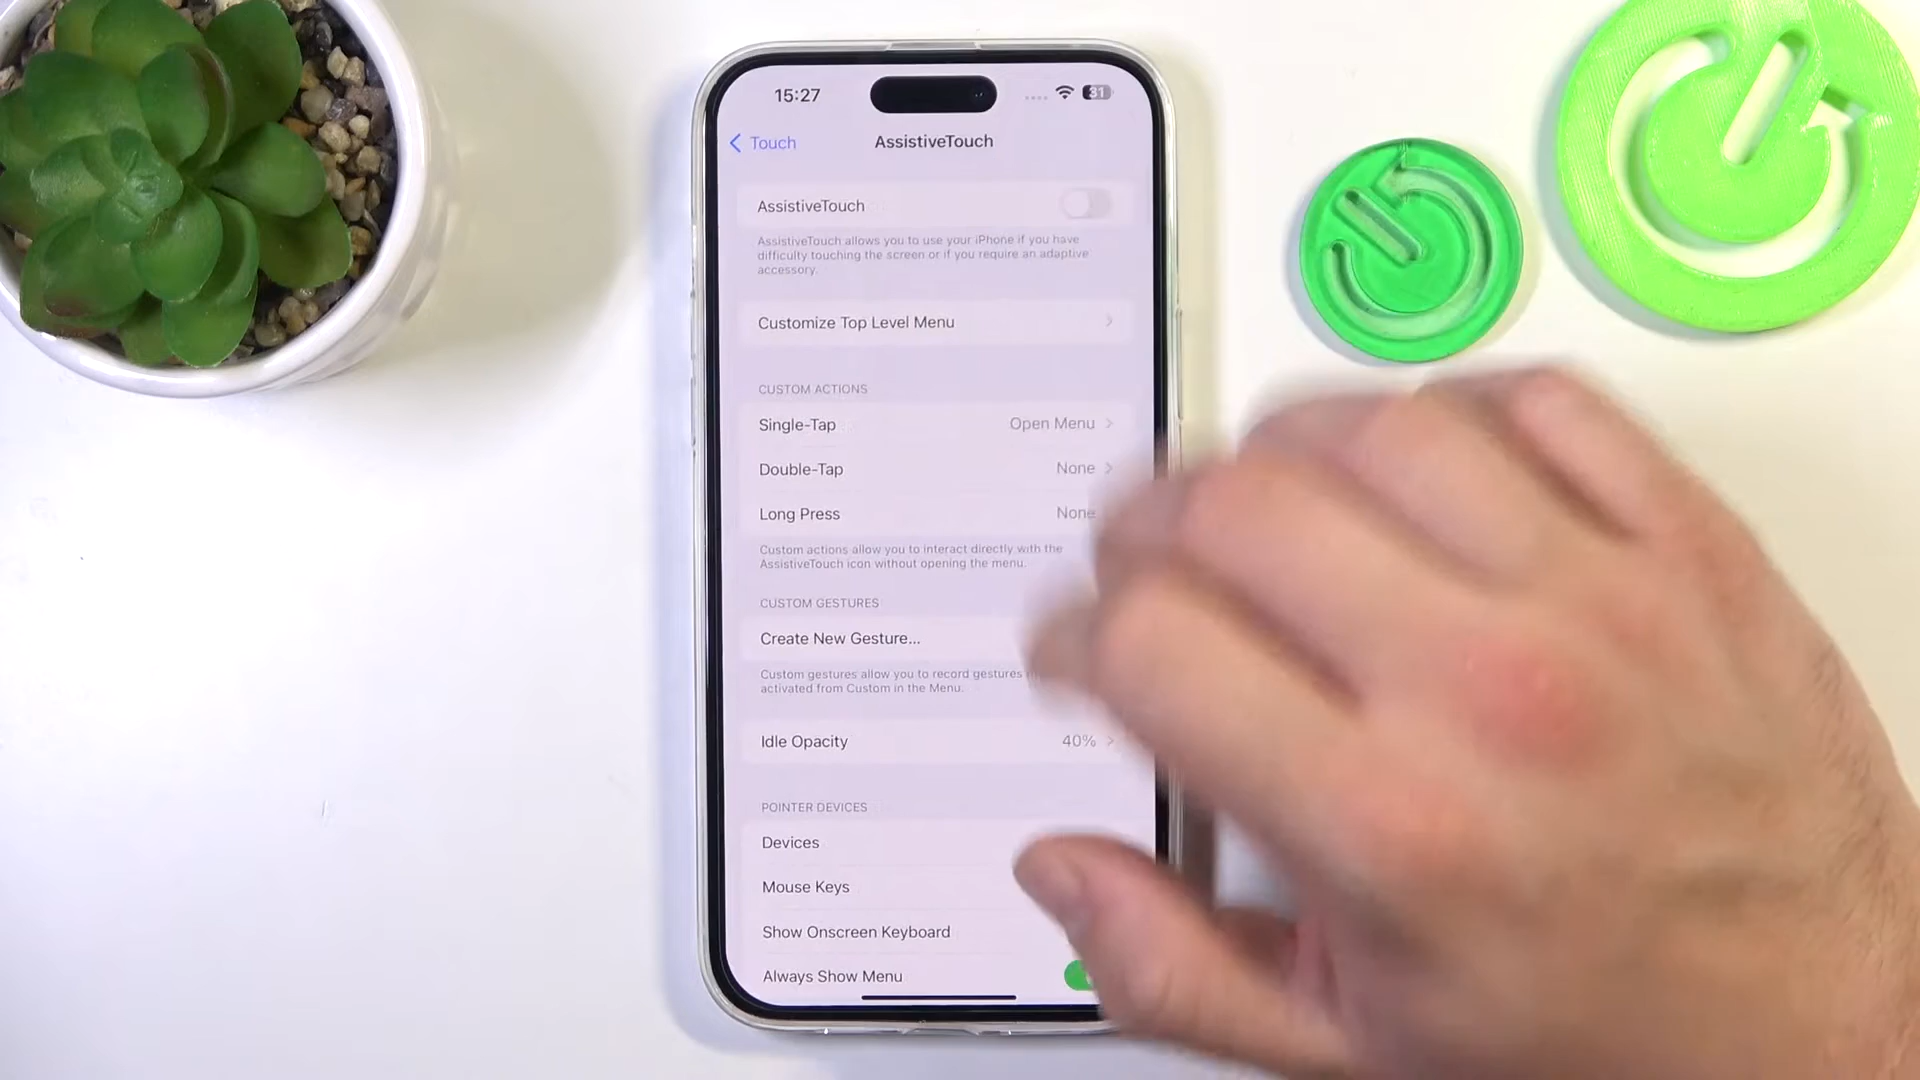 15:27
31
Touch
AssistiveTouch
AssistiveTouch
AssistiveTouch allows you to use your iPhone if you have
difficulty touching the screen or if you require an adaptive
accessory.
Customize Top Level Menu
CUSTOM ACTIONS
Single-Tap Open Menu
Double-Tap None
Long Press None
Custom actions allow you to interact directly with the
AssistiveTouch icon without opening the menu.
CUSTOM GESTURES
Create New Gesture...
Custom gestures allow you to record gestures
activated from Custom in the Menu.
Idle Opacity 40%
POINTER DEVICES
Devices
Mouse Keys
Show Onscreen Keyboard
Always Show Menu